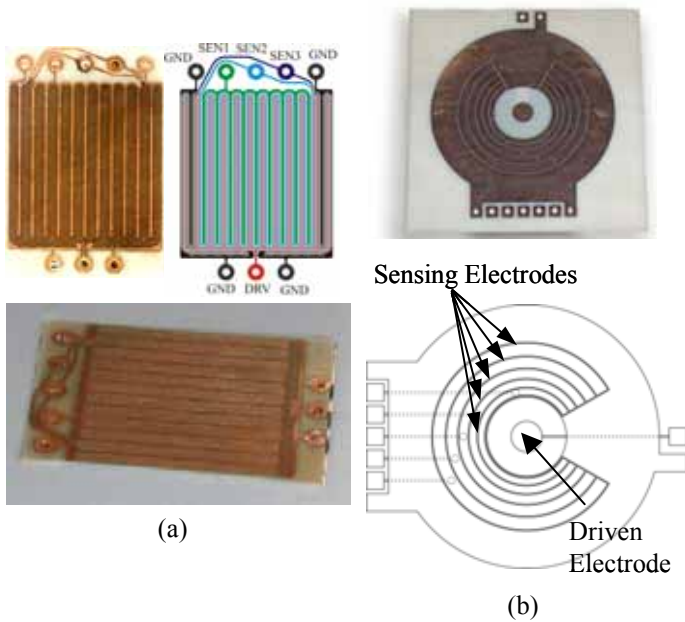 GND
SEN1
SEN2
SEN3
GND
GND
DRV
GND
(a)
Sensing Electrodes
Driven
Electrode
(b)